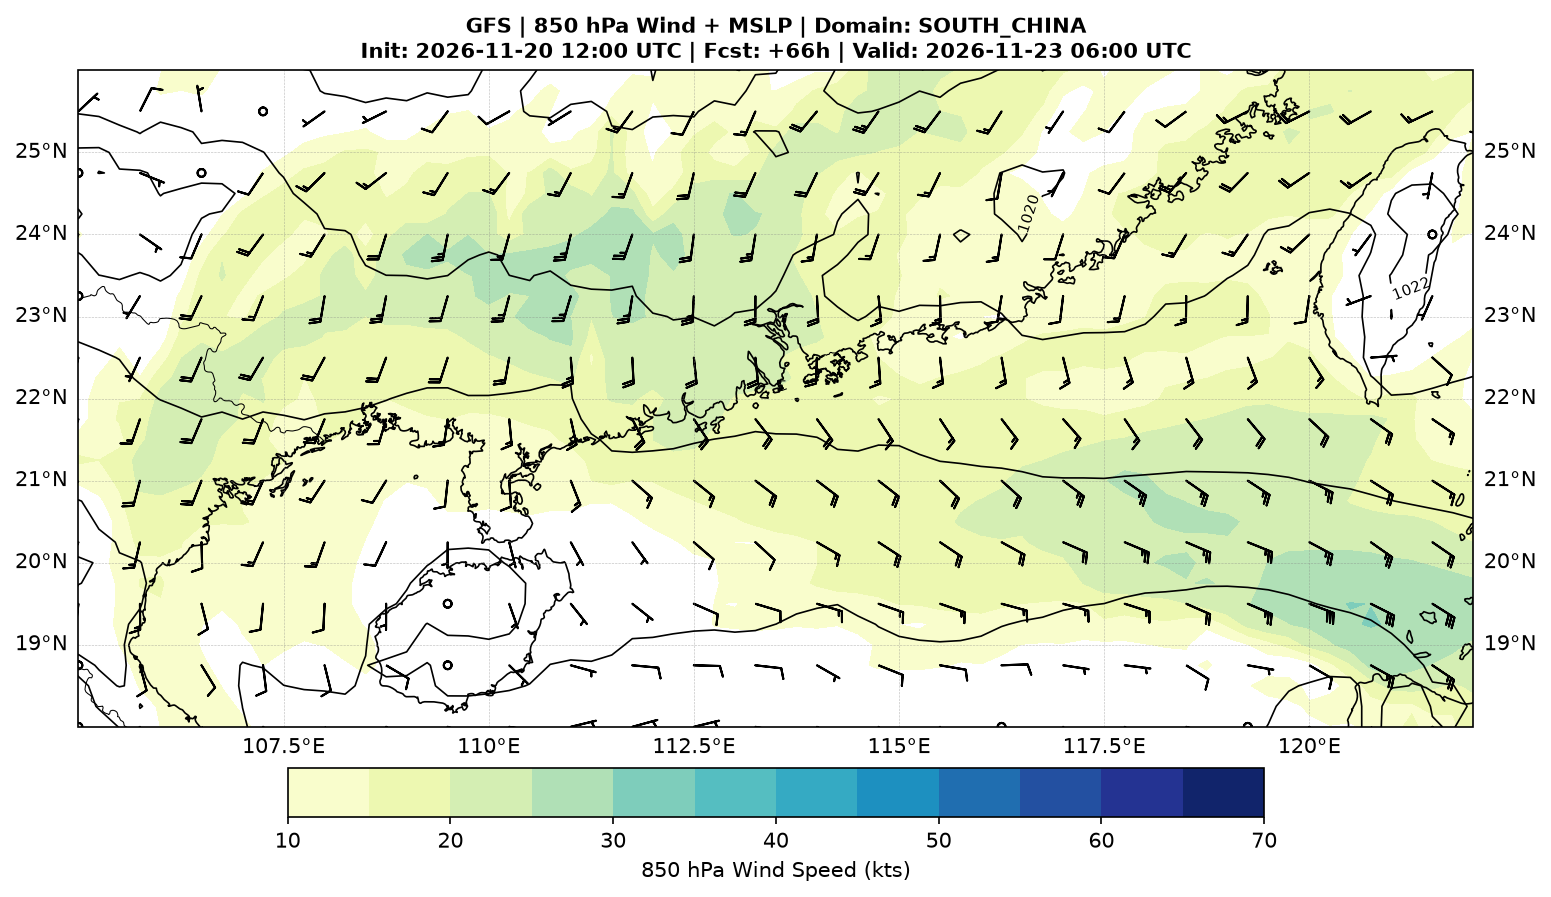 GFS | 850 hPa Wind + MSLP | Domain: SOUTH_CHINA
Init: 2026-11-20 12:00 UTC | Fcst: +66h | Valid: 2026-11-23 06:00 UTC
25°N 25°N
24°N 24°N
23°N 23°N
22°N 22°N
21°N 21°N
20°N 20°N
19°N 19°N
1020
1022
107.5°E 110°E 112.5°E 115°E 117.5°E 120°E
10 20 30 40 50 60 70
850 hPa Wind Speed (kts)